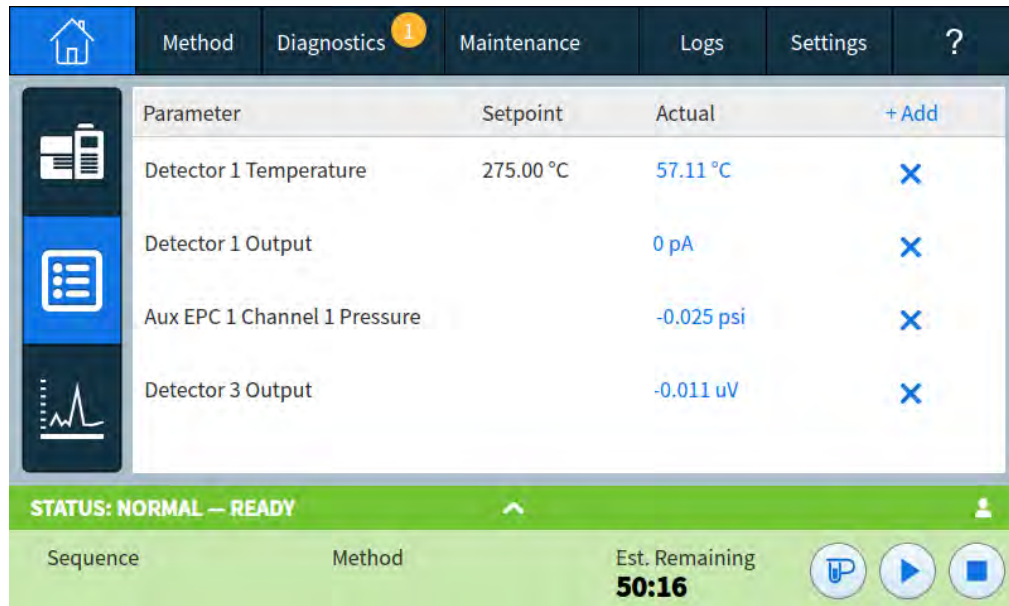 Method Diagnostics 1 Maintenance Logs Settings ?
Parameter Setpoint Actual + Add
Detector 1 Temperature 275.00 °C 57.11 °C
Detector 1 Output 0 pA
Aux EPC 1 Channel 1 Pressure -0.025 psi
Detector 3 Output -0.011 uV
STATUS: NORMAL — READY
Sequence Method Est. Remaining
50:16